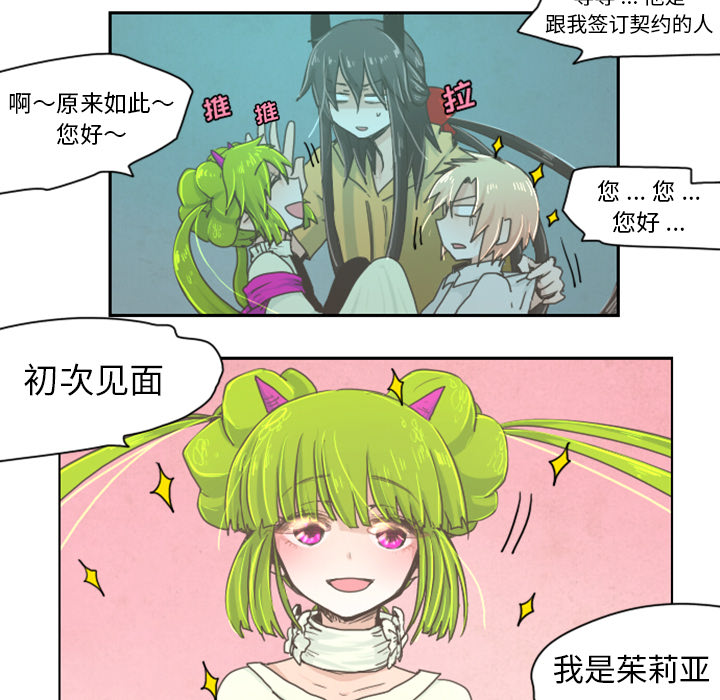 跟我签订契约的人
啊～原来如此～
您好～
推
推
拉
您...您...
您好...
初次见面
我是茱莉亚